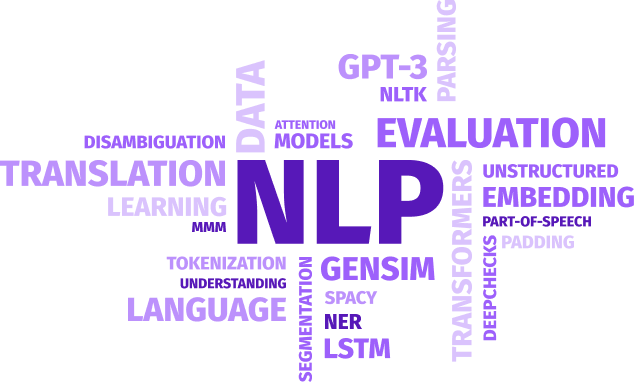 PARSING
GPT-3
NLTK
DATA
ATTENTION
MODELS
EVALUATION
DISAMBIGUATION
TRANSLATION
LEARNING
MMM
NLP
TRANSFORMERS
UNSTRUCTURED
EMBEDDING
PART-OF-SPEECH
PADDING
DEEPCHECKS
TOKENIZATION
UNDERSTANDING
LANGUAGE
SEGMENTATION
GENSIM
SPACY
NER
LSTM